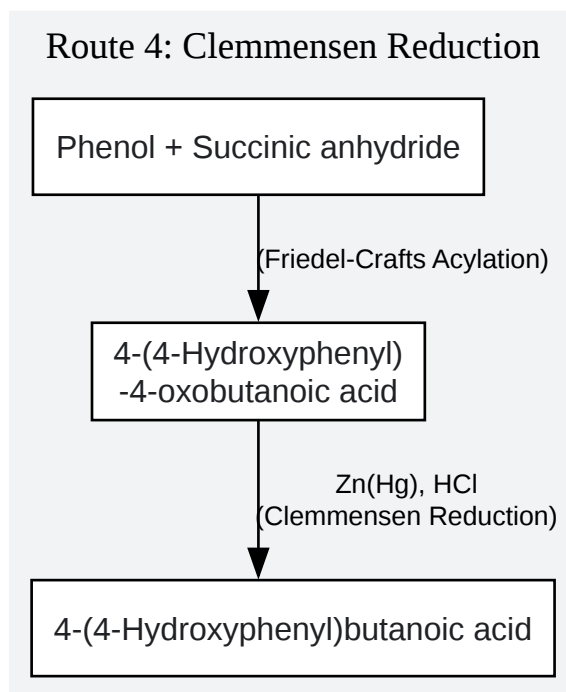 Route 4: Clemmensen Reduction
Phenol + Succinic anhydride
(Friedel-Crafts Acylation)
4-(4-Hydroxyphenyl)
-4-oxobutanoic acid
Zn(Hg), HCl
(Clemmensen Reduction)
4-(4-Hydroxyphenyl)butanoic acid